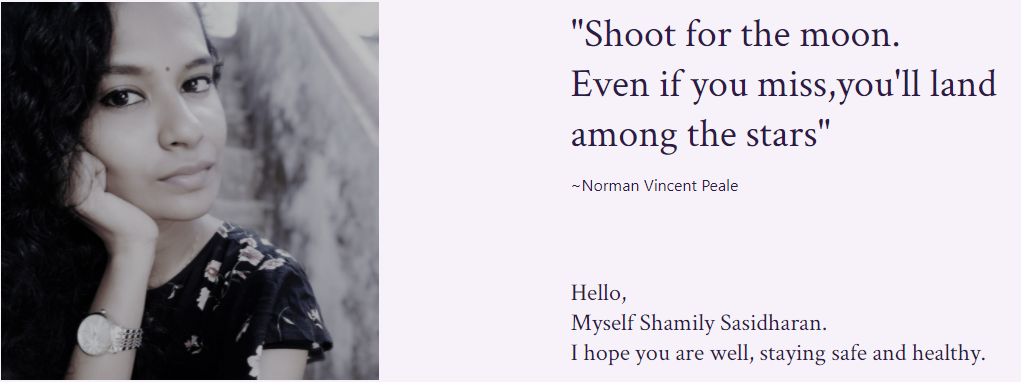 "Shoot for the moon.
Even if you miss,you'll land
among the stars"
~Norman Vincent Peale
Hello,
Myself Shamily Sasidharan.
I hope you are well, staying safe and healthy.